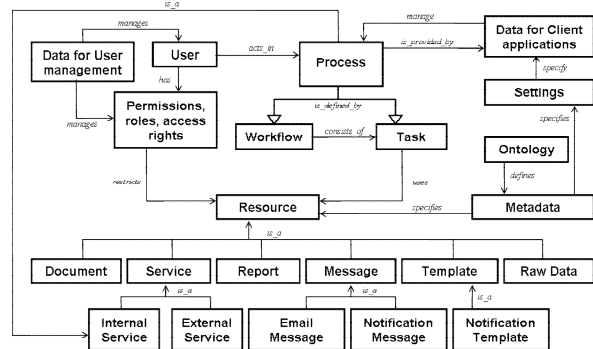 is_a
manages
manage
Data for User
management
User
acts_in
Process
is_provided_by
Data for Client
applications
has
specify
manages
Permissions,
roles, access
rights
is_defined_by
Settings
specifies
Workflow
consists_of
Task
Ontology
defines
restricts
uses
Resource
specifies
Metadata
is_a
Document
Service
Report
Message
Template
Raw Data
is_a
is_a
is_a
Internal
Service
External
Service
Email
Message
Notification
Message
Notification
Template